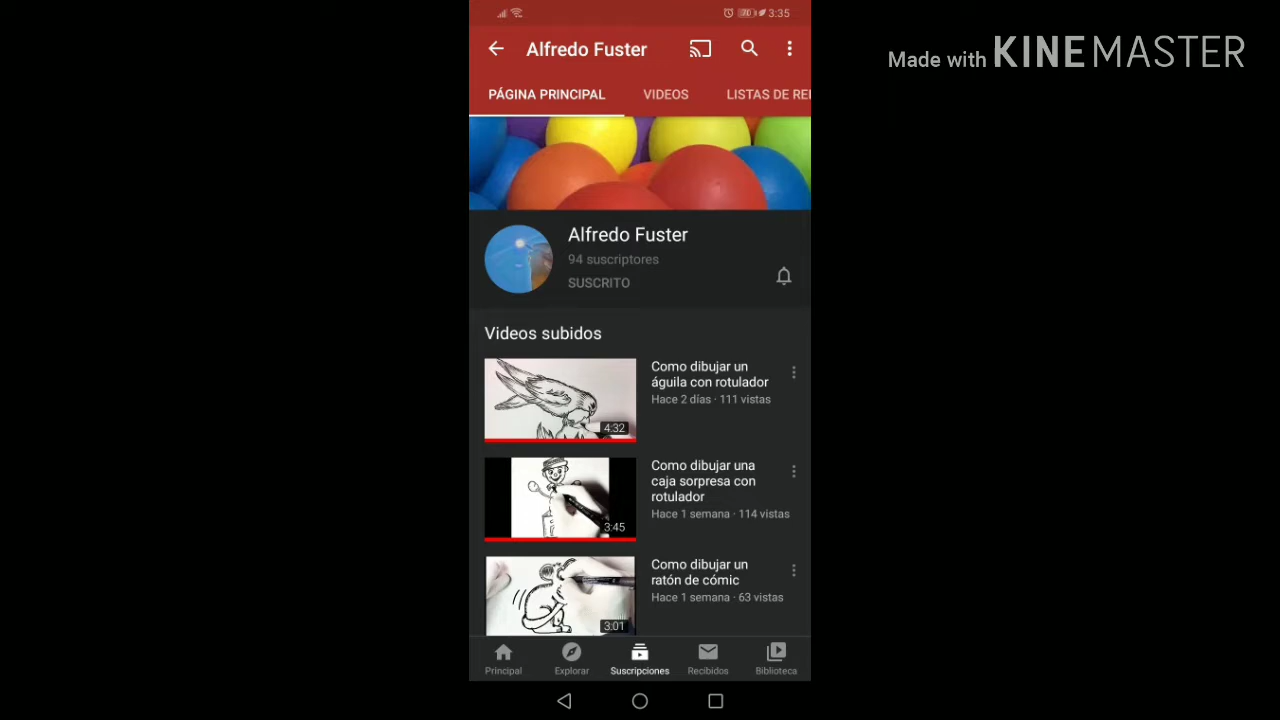 70 3:35
Alfredo Fuster
Made with KINEMASTER
PÁGINA PRINCIPAL VIDEOS LISTAS DE RE
Alfredo Fuster
94 suscriptores
SUSCRITO
Videos subidos
Como dibujar un
águila con rotulador
Hace 2 días · 111 vistas
4:32
Como dibujar una
caja sorpresa con
rotulador
Hace 1 semana · 114 vistas
3:45
Como dibujar un
ratón de cómic
Hace 1 semana · 63 vistas
3:01
Principal Explorar Suscripciones Recibidos Biblioteca